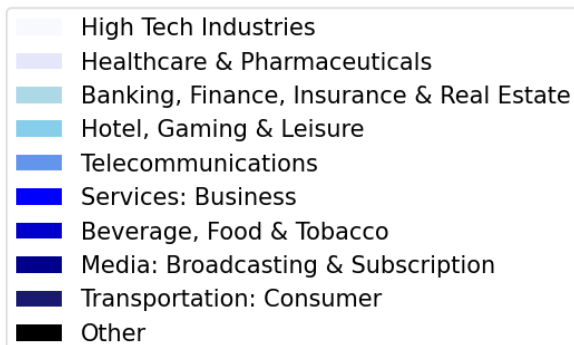 High Tech Industries
Healthcare & Pharmaceuticals
Banking, Finance, Insurance & Real Estate
Hotel, Gaming & Leisure
Telecommunications
Services: Business
Beverage, Food & Tobacco
Media: Broadcasting & Subscription
Transportation: Consumer
Other